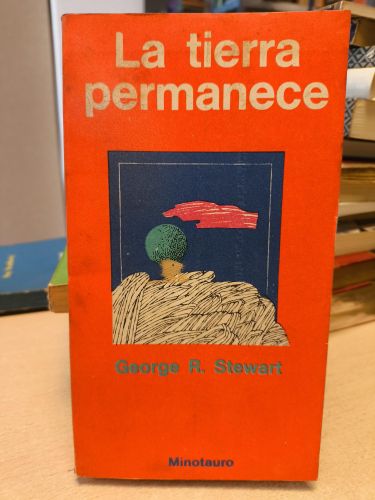 La tierra
permanece
George R. Stewart
Minotauro